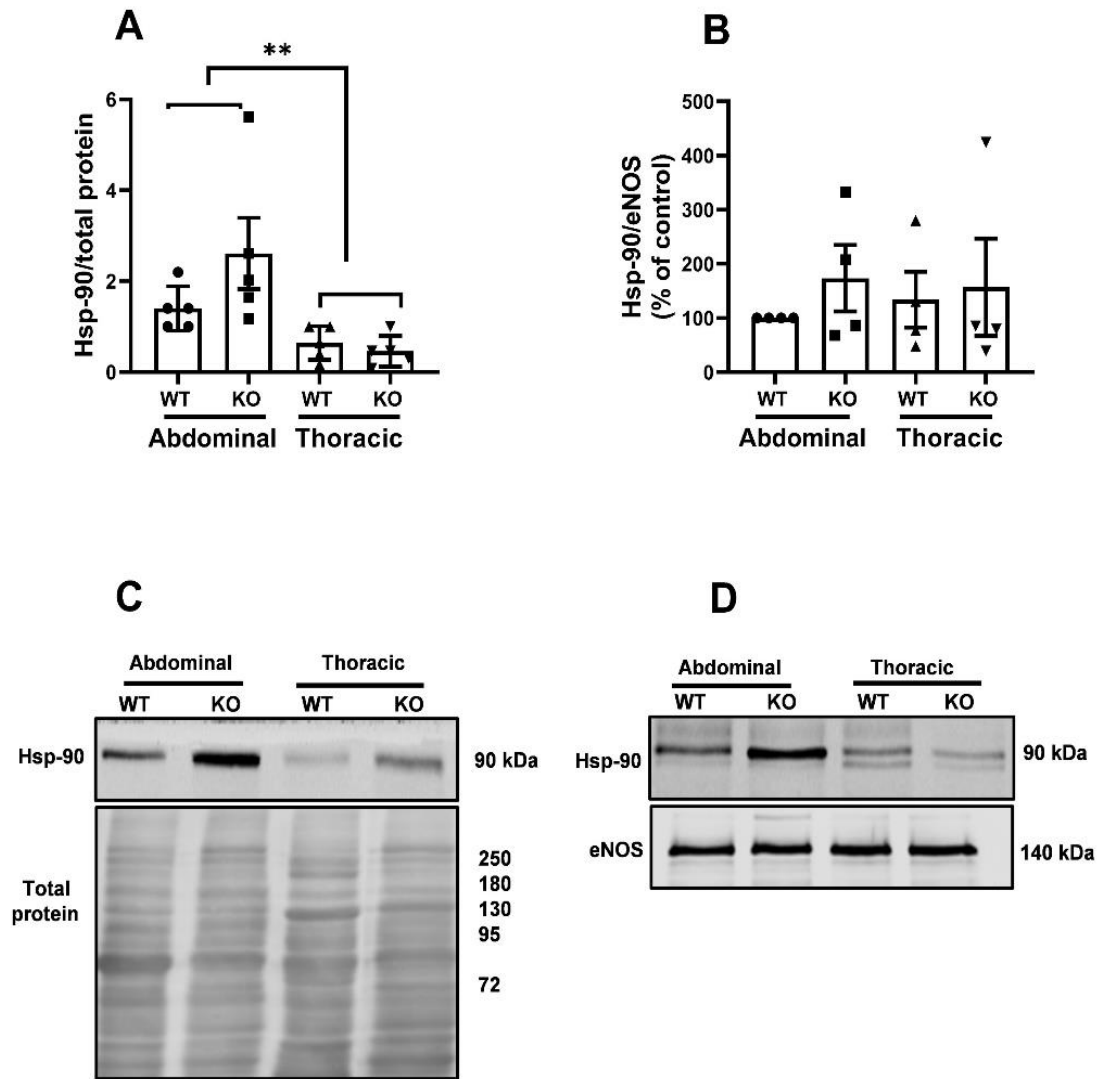 A
**
Hsp-90/total protein
6
4
2
0
WT KO WT KO
Abdominal Thoracic
B
Hsp-90/eNOS
(% of control)
500
400
300
200
100
0
WT KO WT KO
Abdominal Thoracic
C
Abdominal Thoracic
WT KO WT KO
Hsp-90 90 kDa
Total
protein
250
180
130
95
72
D
Abdominal Thoracic
WT KO WT KO
Hsp-90 90 kDa
eNOS 140 kDa